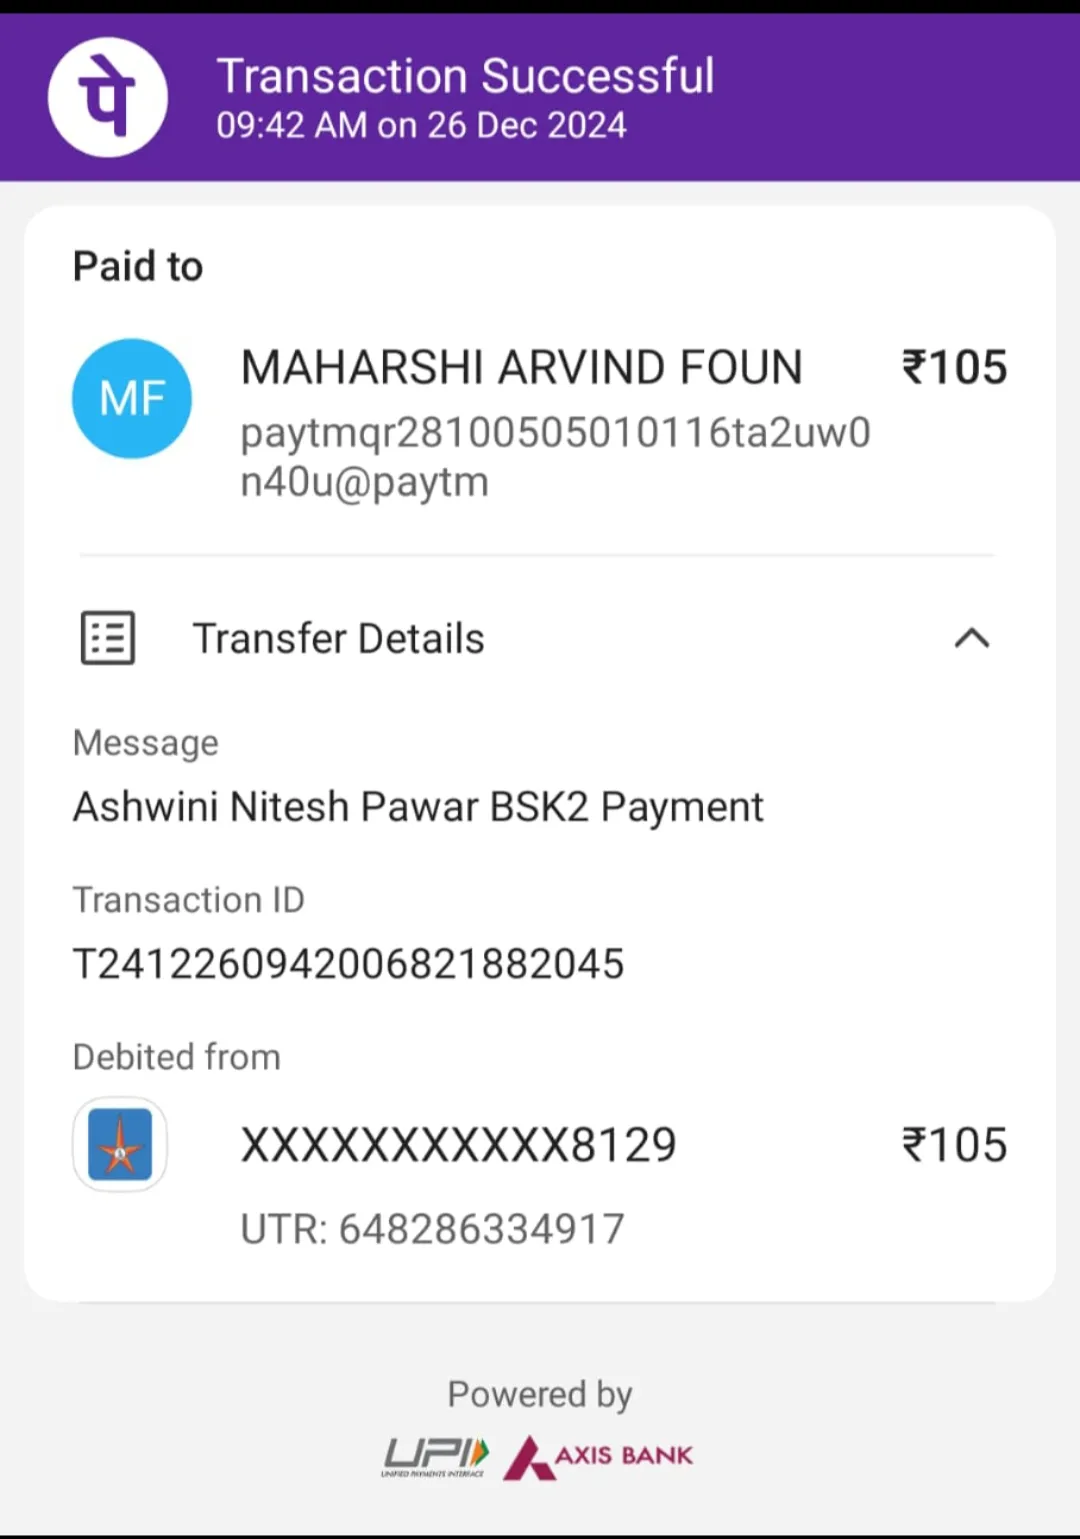 पे
Transaction Successful
09:42 AM on 26 Dec 2024
Paid to
MF
MAHARSHI ARVIND FOUN ₹105
paytmqr28100505010116ta2uw0
n40u@paytm
Transfer Details
Message
Ashwini Nitesh Pawar BSK2 Payment
Transaction ID
T2412260942006821882045
Debited from
XXXXXXXXXXX8129 ₹105
UTR: 648286334917
Powered by
UPI AXIS BANK
UNIFIED PAYMENTS INTERFACE